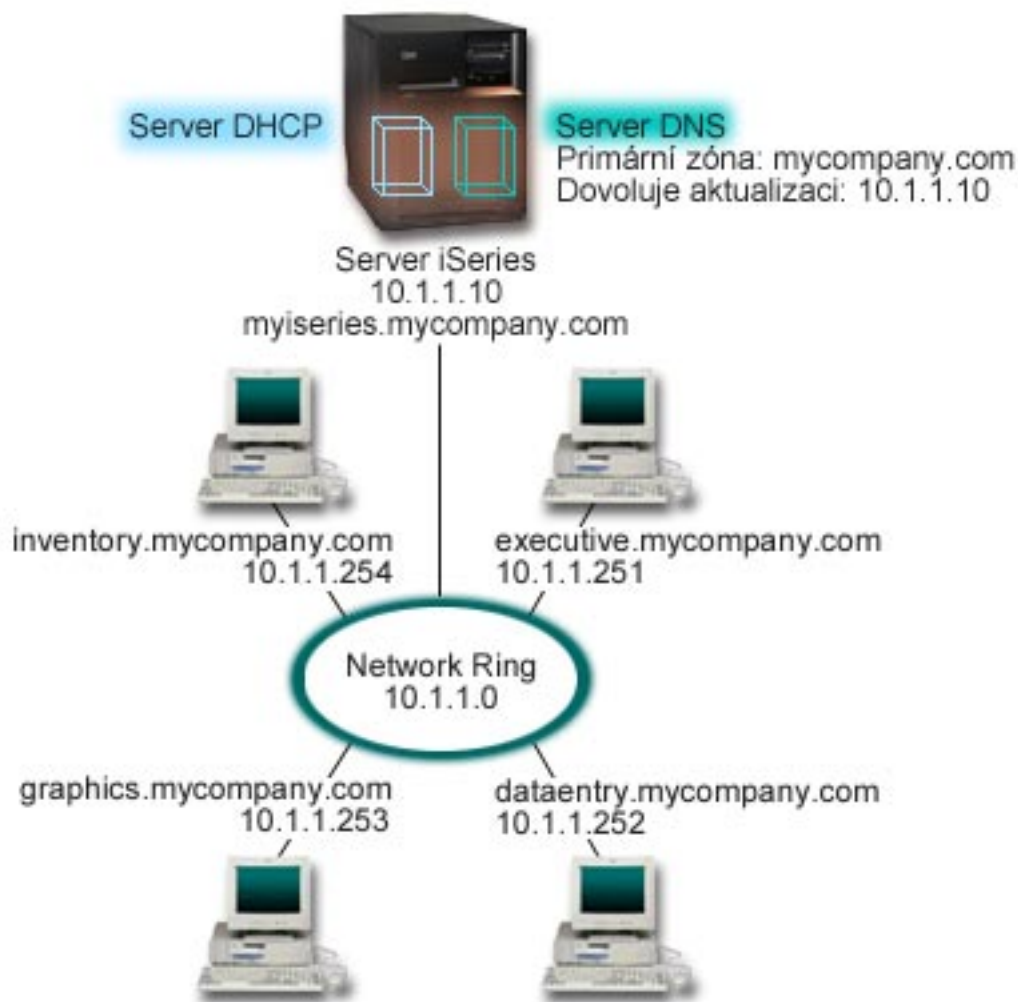 Server DHCP
Server DNS
Primární zóna: mycompany.com
Dovoluje aktualizaci: 10.1.1.10
Server iSeries
10.1.1.10
myiseries.mycompany.com
inventory.mycompany.com
10.1.1.254
executive.mycompany.com
10.1.1.251
Network Ring
10.1.1.0
graphics.mycompany.com
10.1.1.253
dataentry.mycompany.com
10.1.1.252